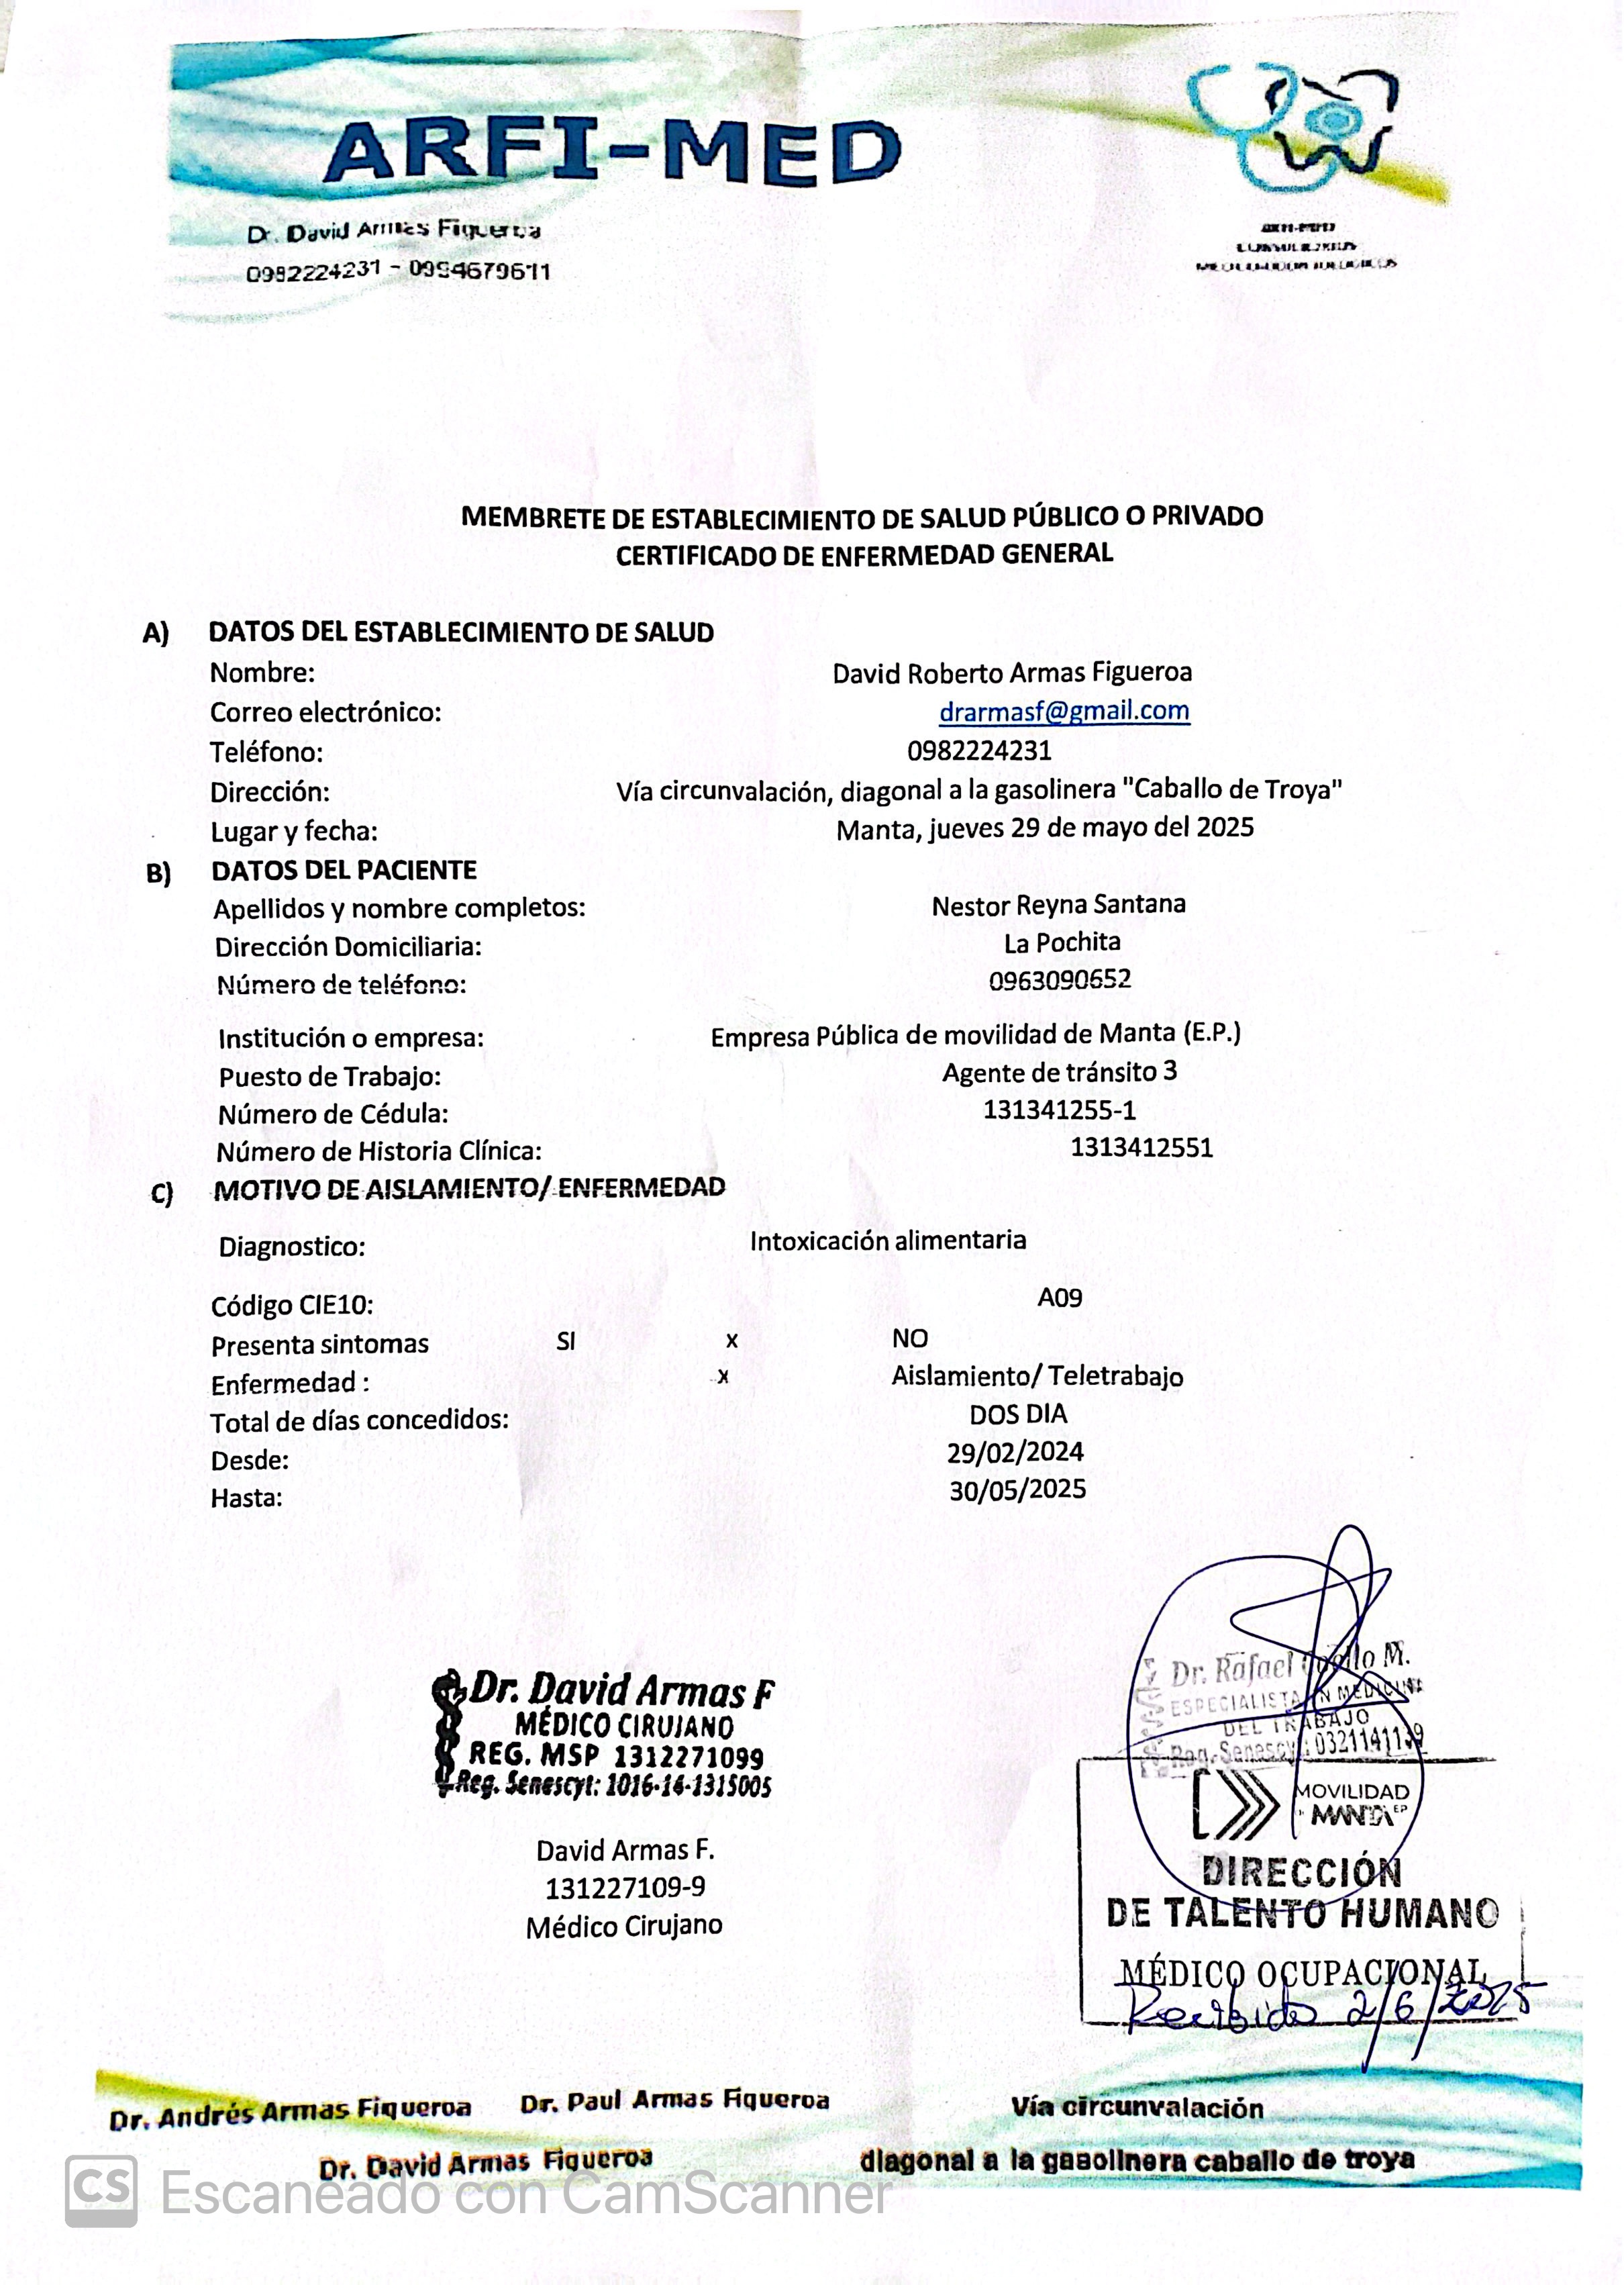 ARFI-MED
Dr. David Armas Figueroa
0982224231 - 0994679611
MEMBRETE DE ESTABLECIMIENTO DE SALUD PÚBLICO O PRIVADO
CERTIFICADO DE ENFERMEDAD GENERAL
A) DATOS DEL ESTABLECIMIENTO DE SALUD
Nombre: David Roberto Armas Figueroa
Correo electrónico: drarmasf@gmail.com
Teléfono: 0982224231
Dirección: Vía circunvalación, diagonal a la gasolinera "Caballo de Troya"
Lugar y fecha: Manta, jueves 29 de mayo del 2025
B) DATOS DEL PACIENTE
Apellidos y nombre completos: Nestor Reyna Santana
Dirección Domiciliaria: La Pochita
Número de teléfono: 0963090652
Institución o empresa: Empresa Pública de movilidad de Manta (E.P.)
Puesto de Trabajo: Agente de tránsito 3
Número de Cédula: 131341255-1
Número de Historia Clínica: 1313412551
C) MOTIVO DE AISLAMIENTO/ ENFERMEDAD
Diagnostico: Intoxicación alimentaria
Código CIE10: A09
Presenta sintomas SI x NO
Enfermedad : x Aislamiento/ Teletrabajo
Total de días concedidos: DOS DIA
Desde: 29/02/2024
Hasta: 30/05/2025
Dr. David Armas F
MÉDICO CIRUJANO
REG. MSP 1312271099
Reg. Senescyt: 1016-14-1315005
David Armas F.
131227109-9
Médico Cirujano
Dr. Rafael M.
ESPECIALISTA EN MEDICINA
DEL TRABAJO
Reg. Senescyt: 0321141139
MOVILIDAD
MANTA EP
DIRECCIÓN
DE TALENTO HUMANO
MÉDICO OCUPACIONAL
Recibido 2/6/2025
Dr. Andrés Armas Figueroa Dr. Paul Armas Figueroa
Dr. David Armas Figueroa
Vía circunvalación
diagonal a la gasolinera caballo de troya
CS Escaneado con CamScanner